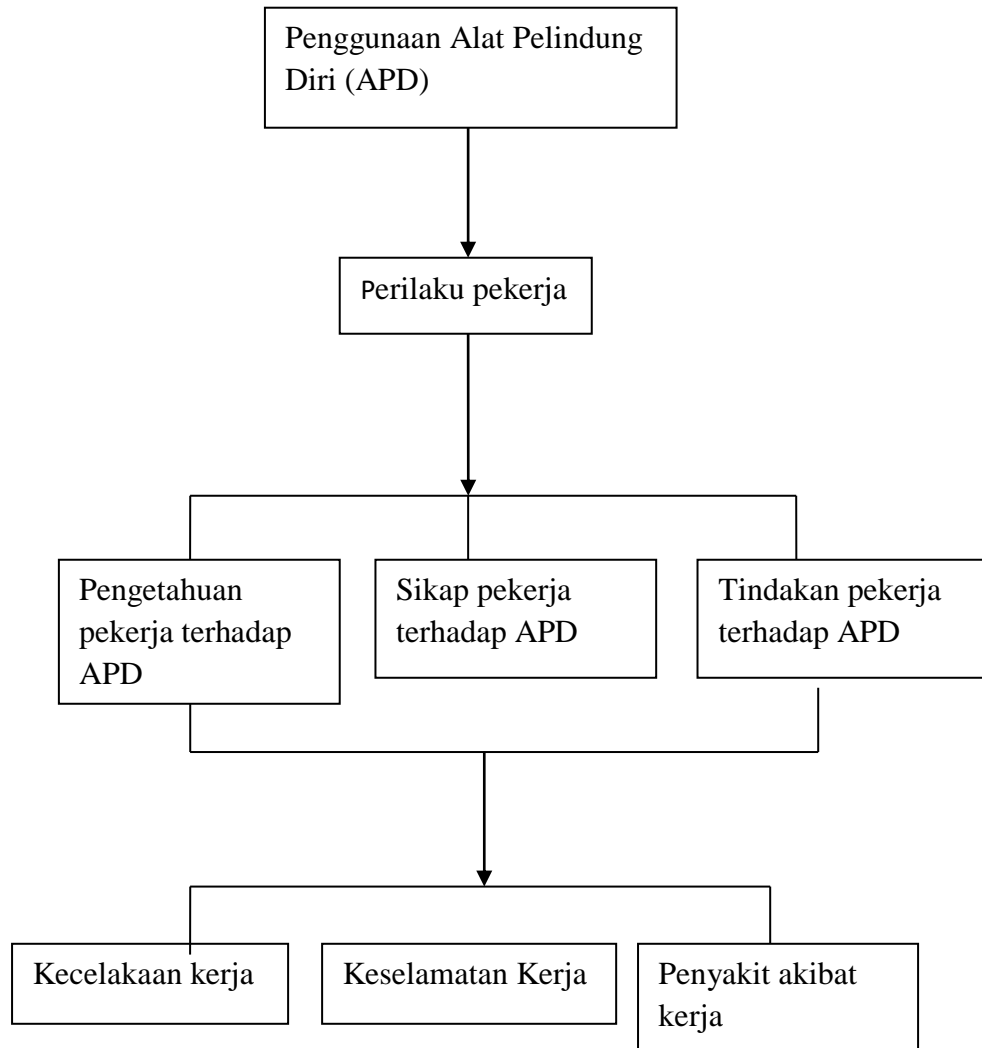 Penggunaan Alat Pelindung
Diri (APD)
Perilaku pekerja
Pengetahuan
pekerja terhadap
APD
Sikap pekerja
terhadap APD
Tindakan pekerja
terhadap APD
Kecelakaan kerja
Keselamatan Kerja
Penyakit akibat
kerja